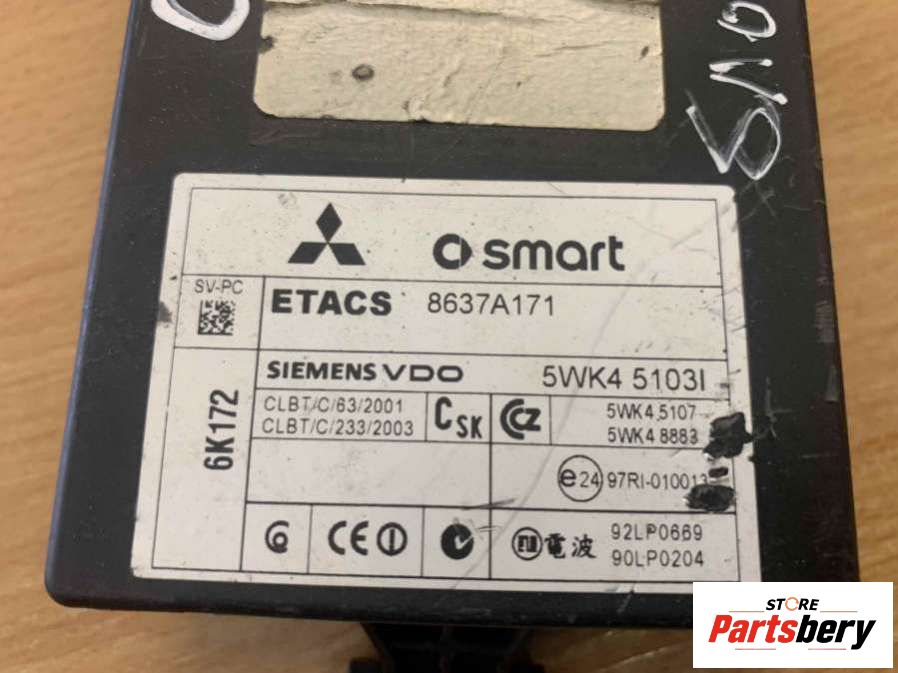 smart
SV-PC
ETACS 8637A171
SIEMENS VDO 5WK4 5103I
6K172
CLBT/C/63/2001
CLBT/C/233/2003
CSK
CCZ
5WK4 5107
5WK4 8883
e24 97RI-010013
CE
電波
92LP0669
90LP0204
STORE
Partsbery